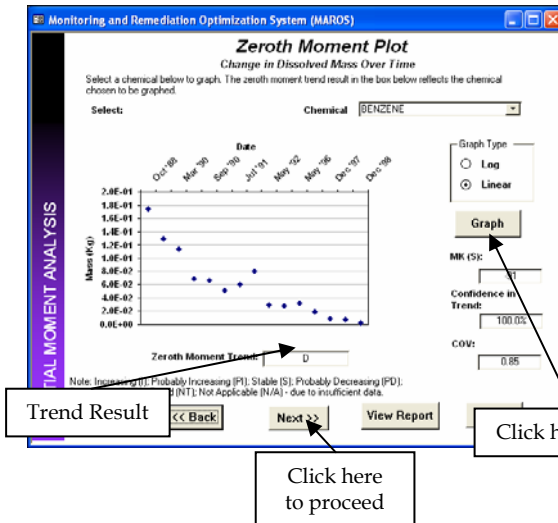 Monitoring and Remediation Optimization System (MAROS)
Zeroth Moment Plot
Change in Dissolved Mass Over Time
Select a chemical below to graph. The zeroth moment trend result in the box below reflects the chemical
chosen to be graphed.
Select:
Chemical
BENZENE
Date
Oct '88
Mar '90
Sep '90
Jul '91
May '92
May '96
Dec '97
Dec '98
2.0E-01
1.8E-01
1.6E-01
1.4E-01
1.2E-01
1.0E-01
8.0E-02
6.0E-02
4.0E-02
2.0E-02
0.0E+00
Mass (Kg)
Graph Type
Log
Linear
Graph
MK (S):
Confidence in
Trend:
100.0%
COV:
0.85
Zeroth Moment Trend:
D
Note: Increasing (I); Probably Increasing (PI); Stable (S); Probably Decreasing (PD);
(NT); Not Applicable (N/A) - due to insufficient data.
TIAL MOMENT ANALYSIS
<< Back
Next >>
View Report
Trend Result
Click here
to proceed
Click h